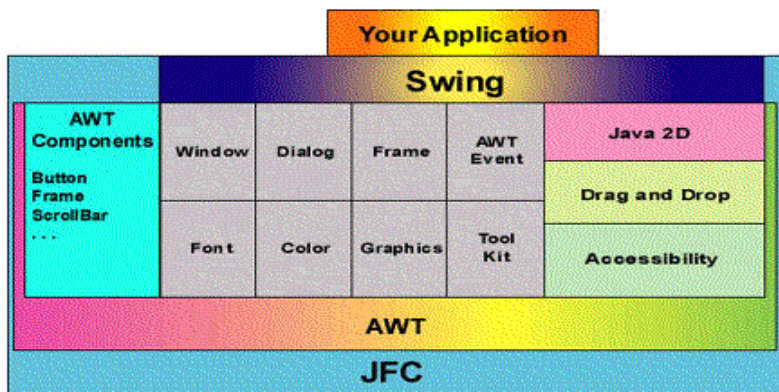 Your Application
Swing
AWT
Components
Button
Frame
ScrollBar
. . .
Window
Dialog
Frame
AWT
Event
Font
Color
Graphics
Tool
Kit
Java 2D
Drag and Drop
Accessibility
AWT
JFC